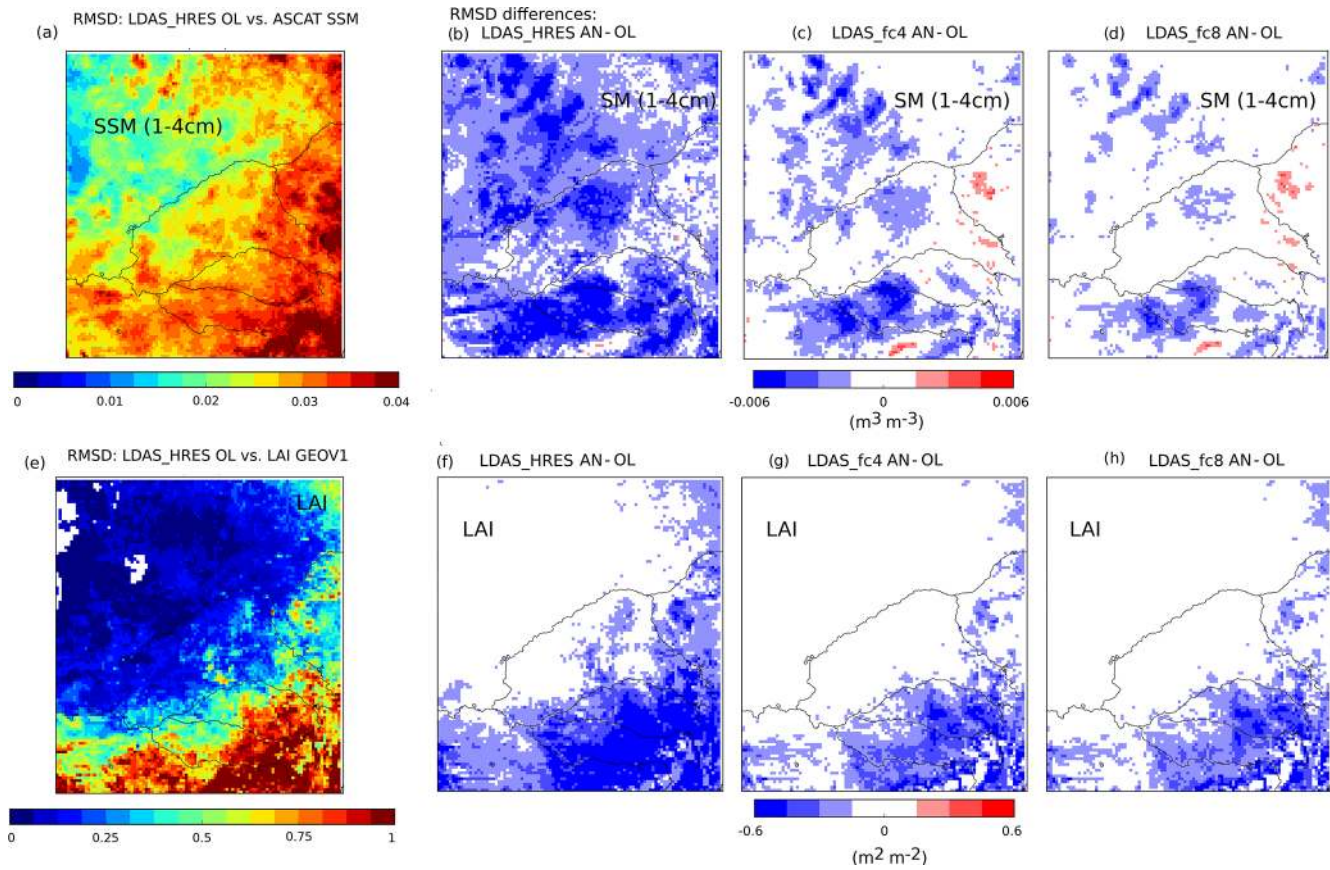 RMSD: LDAS_HRES OL vs. ASCAT SSM
RMSD differences:
(a)
(b) LDAS_HRES AN-OL
(c) LDAS_fc4 AN-OL
(d) LDAS_fc8 AN-OL
SSM (1-4cm)
SM (1-4cm)
SM (1-4cm)
SM (1-4cm)
0 0.01 0.02 0.03 0.04
-0.006 0 0.006
(m³ m⁻³)
RMSD: LDAS_HRES OL vs. LAI GEOV1
(e)
(f) LDAS_HRES AN-OL
(g) LDAS_fc4 AN-OL
(h) LDAS_fc8 AN-OL
LAI
LAI
LAI
LAI
0 0.25 0.5 0.75 1
-0.6 0 0.6
(m² m⁻²)